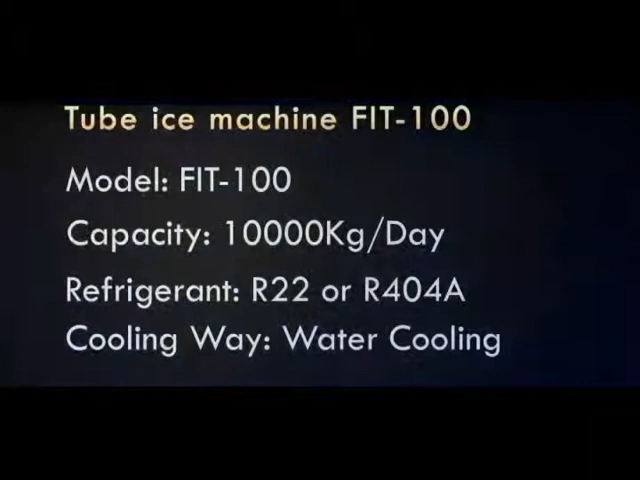 Tube ice machine FIT-100
Model: FIT-100
Capacity: 10000Kg/Day
Refrigerant: R22 or R404A
Cooling Way: Water Cooling